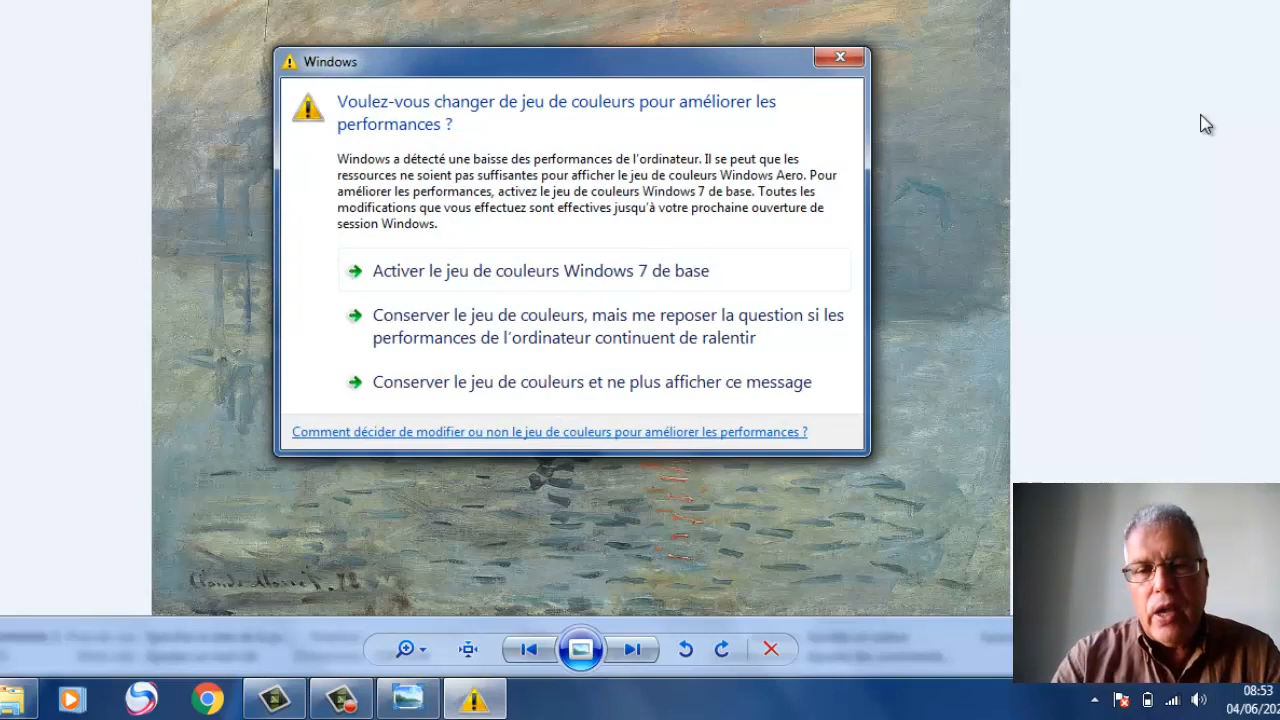 Windows
Voulez-vous changer de jeu de couleurs pour améliorer les
performances ?
Windows a détecté une baisse des performances de l'ordinateur. Il se peut que les
ressources ne soient pas suffisantes pour afficher le jeu de couleurs Windows Aero. Pour
améliorer les performances, activez le jeu de couleurs Windows 7 de base. Toutes les
modifications que vous effectuez sont effectives jusqu'à votre prochaine ouverture de
session Windows.
Activer le jeu de couleurs Windows 7 de base
Conserver le jeu de couleurs, mais me reposer la question si les
performances de l'ordinateur continuent de ralentir
Conserver le jeu de couleurs et ne plus afficher ce message
Comment décider de modifier ou non le jeu de couleurs pour améliorer les performances ?
Claude Monet. 72
08:53
04/06/202